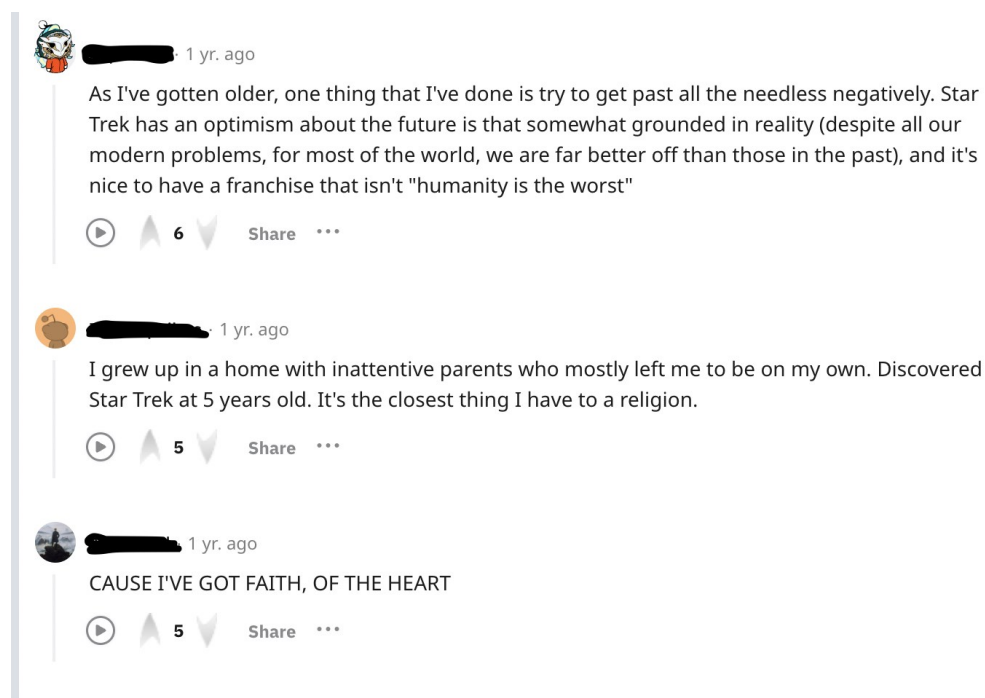 · 1 yr. ago
As I've gotten older, one thing that I've done is try to get past all the needless negatively. Star
Trek has an optimism about the future is that somewhat grounded in reality (despite all our
modern problems, for most of the world, we are far better off than those in the past), and it's
nice to have a franchise that isn't "humanity is the worst"
6 Share ···
· 1 yr. ago
I grew up in a home with inattentive parents who mostly left me to be on my own. Discovered
Star Trek at 5 years old. It's the closest thing I have to a religion.
5 Share ···
· 1 yr. ago
CAUSE I'VE GOT FAITH, OF THE HEART
5 Share ···